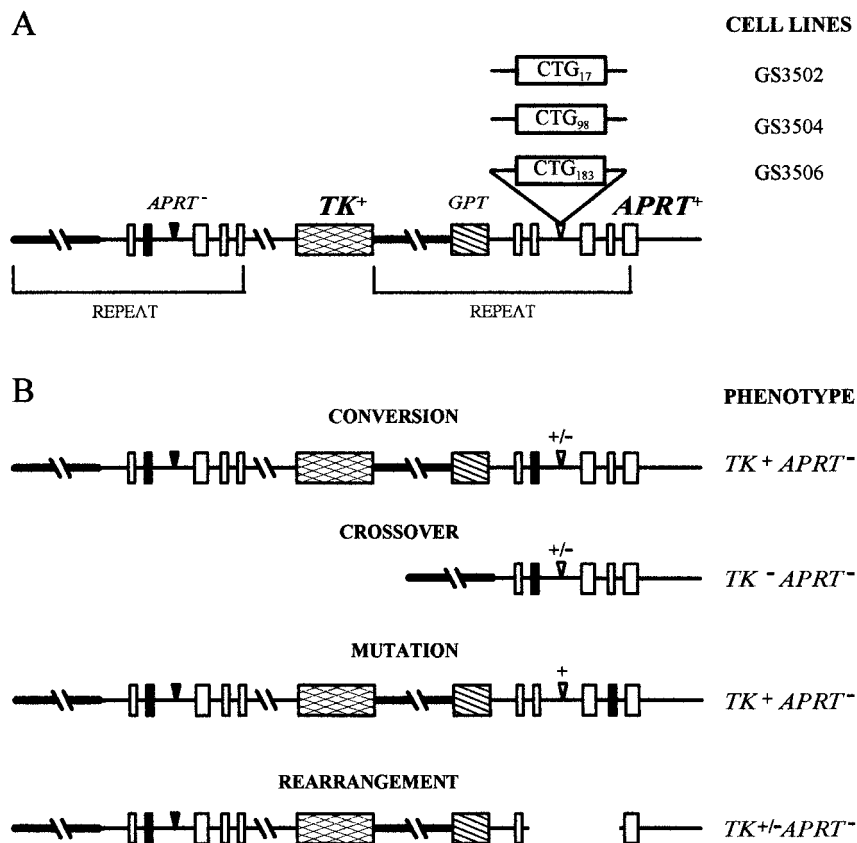 A
CELL LINES
CTG17
GS3502
CTG98
GS3504
CTG183
GS3506
APRT-
TK+
GPT
APRT+
REPEAT
REPEAT
B
PHENOTYPE
CONVERSION
+/-
TK+ APRT-
CROSSOVER
+/-
TK- APRT-
MUTATION
+
TK+ APRT-
REARRANGEMENT
TK+/- APRT-